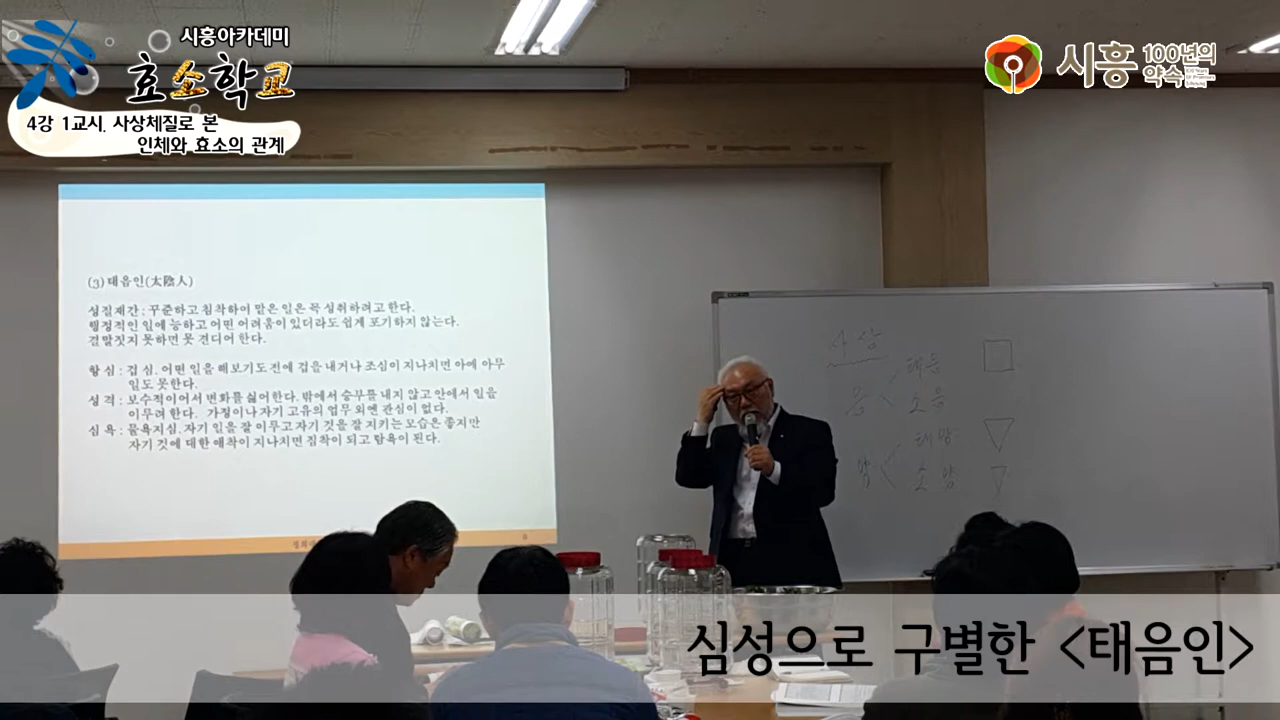 시흥아카데미
효소학교
4강 1교시. 사상체질로 본
인체와 효소의 관계
시흥 100년의
약속
(3) 태음인(太陰人)
성질재간 : 꾸준하고 침착하여 맡은 일은 꼭 성취하려고 한다.
행정적인 일에 능하고 어떤 어려움이 있더라도 쉽게 포기하지 않는다.
결말짓지 못하면 못 견디어 한다.
항 심 : 겁 심. 어떤 일을 해보기도 전에 겁을 내거나 조심이 지나치면 아예 아무
일도 못한다.
성 격 : 보수적이어서 변화를 싫어한다. 밖에서 승부를 내지 않고 안에서 일을
이루려 한다. 가정이나 자기 고유의 업무 외엔 관심이 없다.
심 욕 : 물욕지심. 자기 일을 잘 이루고 자기 것을 잘 지키는 모습은 좋지만
자기 것에 대한 애착이 지나치면 집착이 되고 탐욕이 된다.
8
4상
태음
음
소음
태양
양
소양
심성으로 구별한 <태음인>